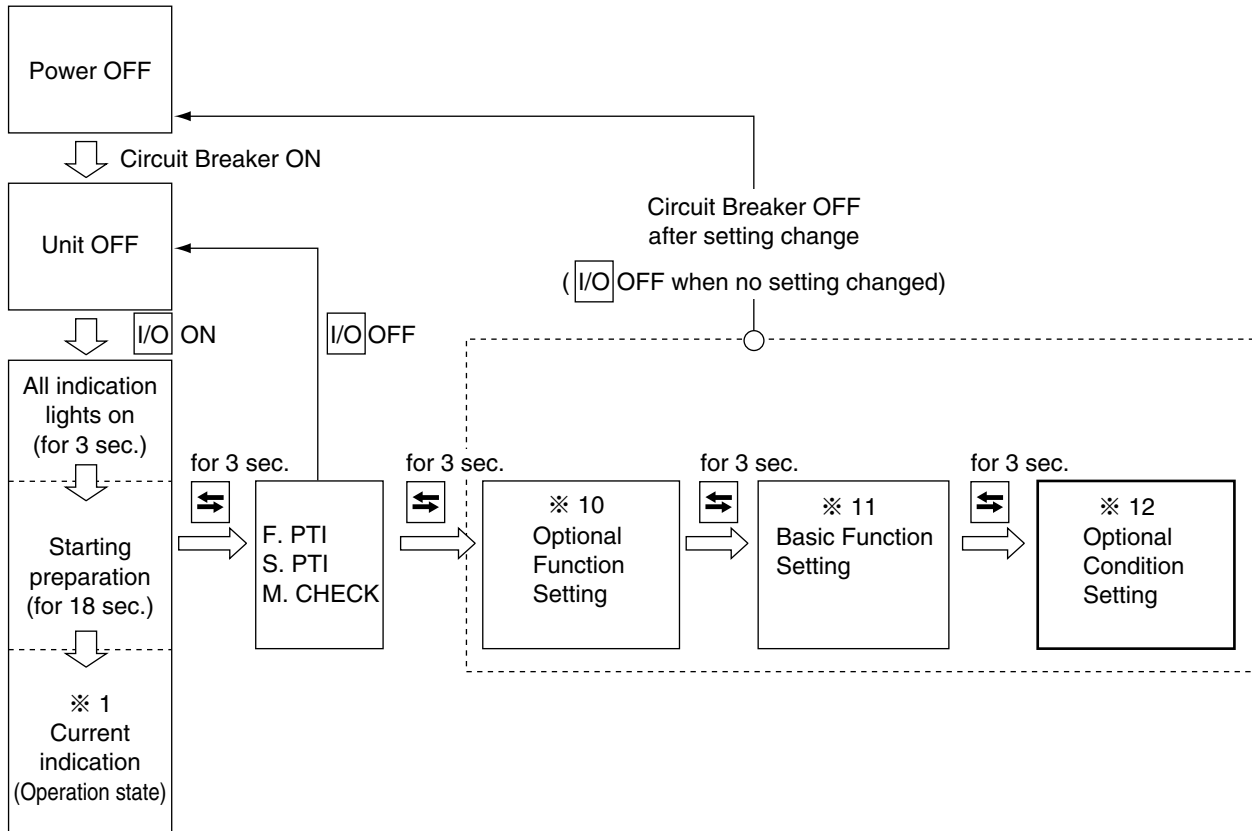 Power OFF
Circuit Breaker ON
Unit OFF
Circuit Breaker OFF
after setting change
( I/O OFF when no setting changed)
I/O ON
I/O OFF
All indication
lights on
(for 3 sec.)
for 3 sec.
for 3 sec.
for 3 sec.
for 3 sec.
Starting
preparation
(for 18 sec.)
F. PTI
S. PTI
M. CHECK
※ 10
Optional
Function
Setting
※ 11
Basic Function
Setting
※ 12
Optional
Condition
Setting
※ 1
Current
indication
(Operation state)